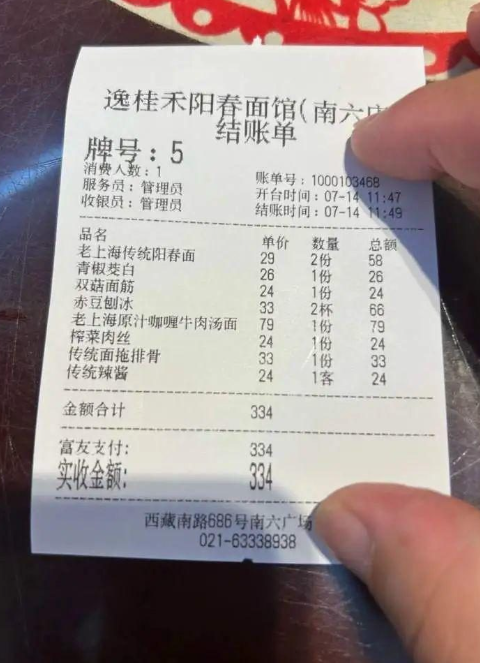 逸桂禾阳春面馆(南六
结账单
牌号: 5
消费人数: 1
账单号: 1000103468
服务员: 管理员
开台时间: 07-14 11:47
收银员: 管理员
结账时间: 07-14 11:49
品名 单价 数量 总额
老上海传统阳春面 29 2份 58
青椒茭白 26 1份 26
双菇面筋 24 1份 24
赤豆刨冰 33 2杯 66
老上海原汁咖喱牛肉汤面 79 1份 79
榨菜肉丝 24 1份 24
传统面拖排骨 33 1份 33
传统辣酱 24 1客 24
金额合计 334
富友支付: 334
实收金额: 334
西藏南路686号南六广场
021-63338938